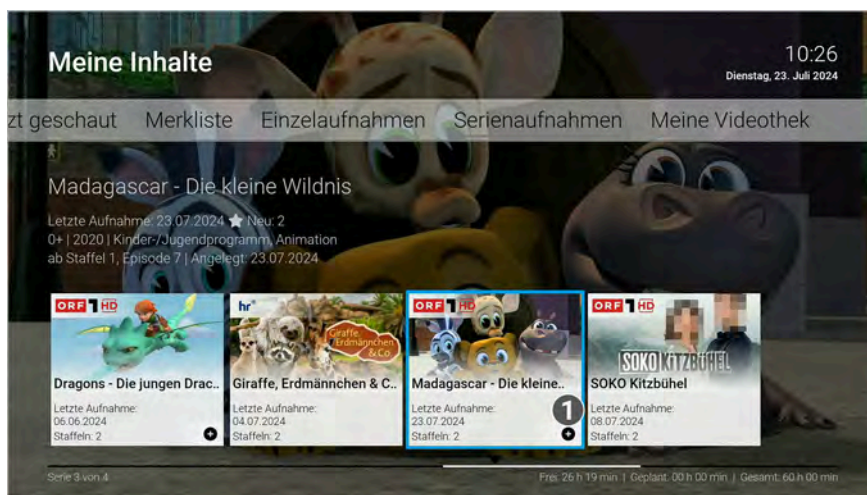 Meine Inhalte
10:26
Dienstag, 23. Juli 2024
zt geschaut Merkliste Einzelaufnahmen Serienaufnahmen Meine Videothek
Madagascar - Die kleine Wildnis
Letzte Aufnahme: 23.07.2024 ★ Neu: 2
0+ | 2020 | Kinder-/Jugendprogramm, Animation
ab Staffel 1, Episode 7 | Angelegt: 23.07.2024
ORF 1 HD
Dragons - Die jungen Drac..
Letzte Aufnahme:
06.06.2024
Staffeln: 2
hr
Giraffe,
Erdmännchen
&Co
Giraffe, Erdmännchen & C..
Letzte Aufnahme:
04.07.2024
Staffeln: 2
ORF 1 HD
Madagascar - Die kleine..
Letzte Aufnahme:
23.07.2024
Staffeln: 2
1
ORF 1 HD
SOKO KITZBÜHEL
SOKO Kitzbühel
Letzte Aufnahme:
08.07.2024
Staffeln: 2
Serie 3 von 4
Frei: 26 h 19 min | Geplant: 00 h 00 min | Gesamt: 60 h 00 min